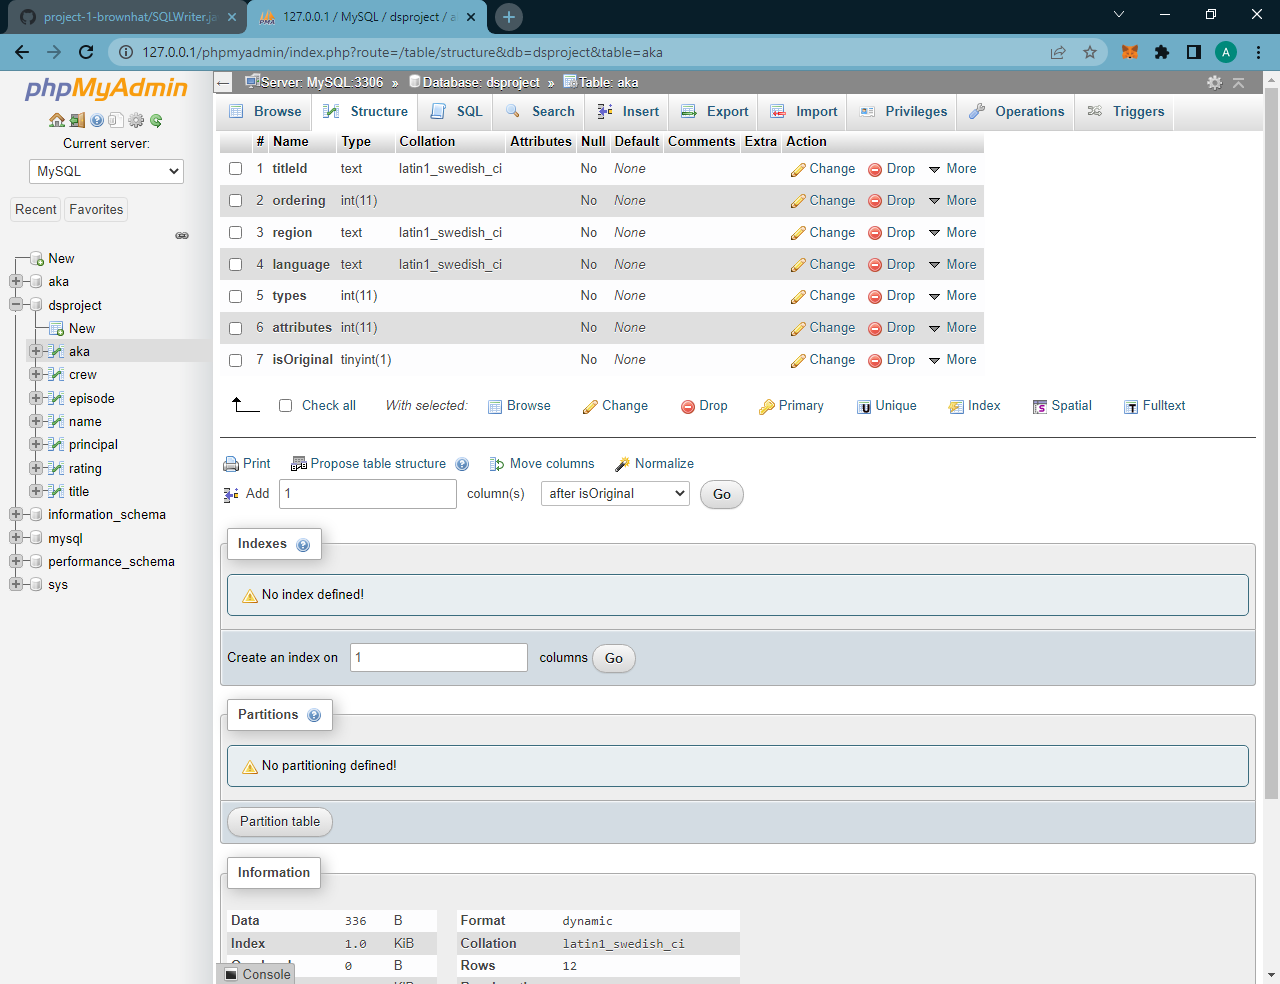 project-1-brownhat/SQLWriter.ja
127.0.0.1 / MySQL / dsproject / a
127.0.0.1/phpmyadmin/index.php?route=/table/structure&db=dsproject&table=aka
A
phpMyAdmin
Current server:
MySQL
Recent Favorites
New
aka
dsproject
New
aka
crew
episode
name
principal
rating
title
information_schema
mysql
performance_schema
sys
Server: MySQL:3306 » Database: dsproject » Table: aka
Browse Structure SQL Search Insert Export Import Privileges Operations Triggers
# Name Type Collation Attributes Null Default Comments Extra Action
1 titleId text latin1_swedish_ci No None Change Drop More
2 ordering int(11) No None Change Drop More
3 region text latin1_swedish_ci No None Change Drop More
4 language text latin1_swedish_ci No None Change Drop More
5 types int(11) No None Change Drop More
6 attributes int(11) No None Change Drop More
7 isOriginal tinyint(1) No None Change Drop More
Check all With selected: Browse Change Drop Primary Unique Index Spatial Fulltext
Print Propose table structure Move columns Normalize
Add 1 column(s) after isOriginal Go
Indexes
No index defined!
Create an index on 1 columns Go
Partitions
No partitioning defined!
Partition table
Information
Data 336 B Format dynamic
Index 1.0 KiB Collation latin1_swedish_ci
0 B Rows 12
Console